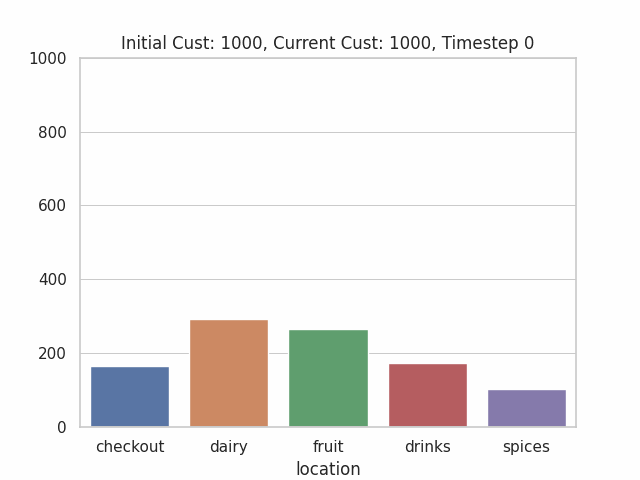 Initial Cust: 1000, Current Cust: 1000, Timestep 0
1000
800
600
400
200
0
checkout dairy fruit drinks spices
location